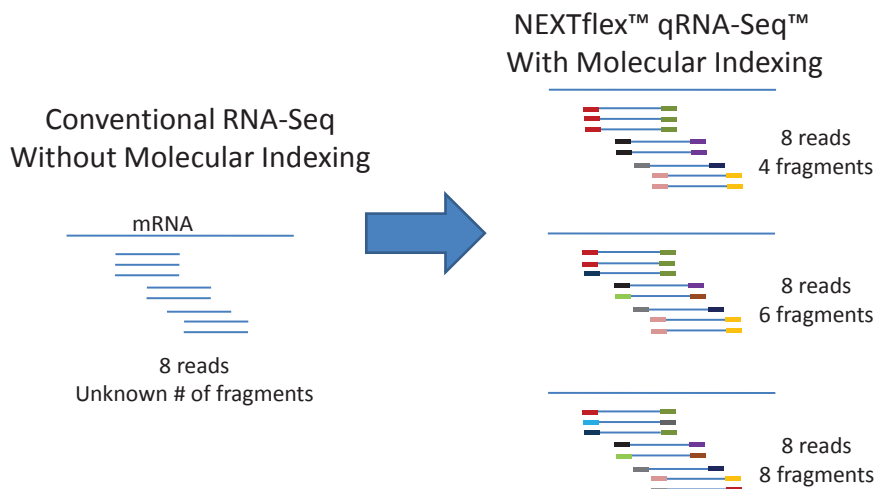 NEXTflex™ qRNA-Seq™
With Molecular Indexing
Conventional RNA-Seq
Without Molecular Indexing
mRNA
8 reads
Unknown # of fragments
8 reads
4 fragments
8 reads
6 fragments
8 reads
8 fragments